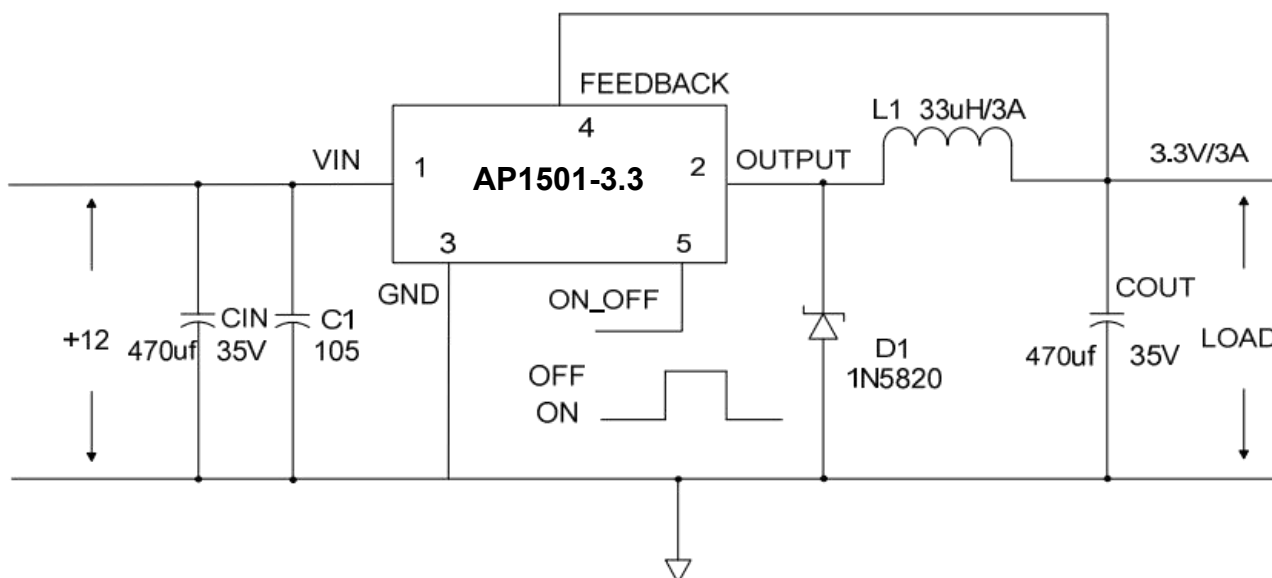 FEEDBACK
4
L1 33uH/3A
VIN
1
AP1501-3.3
2
OUTPUT
3.3V/3A
3
5
GND
ON_OFF
COUT
+12
CIN
C1
470uf 35V
105
D1
1N5820
470uf 35V
LOAD
OFF
ON